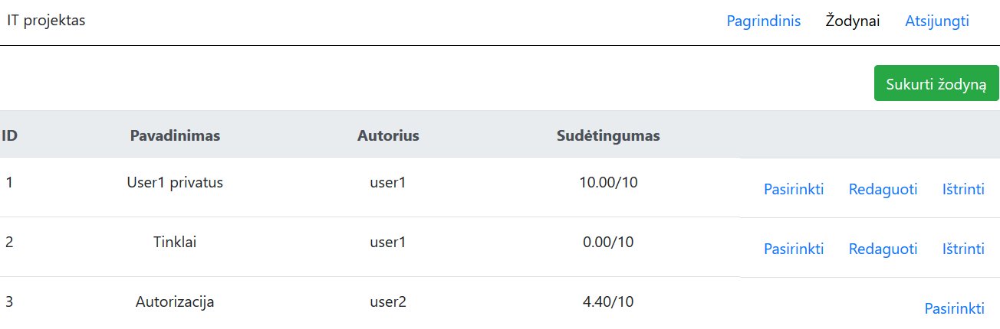 IT projektas Pagrindinis Žodynai Atsijungti
Sukurti žodyną
ID Pavadinimas Autorius Sudėtingumas
1 User1 privatus user1 10.00/10 Pasirinkti Redaguoti Ištrinti
2 Tinklai user1 0.00/10 Pasirinkti Redaguoti Ištrinti
3 Autorizacija user2 4.40/10 Pasirinkti